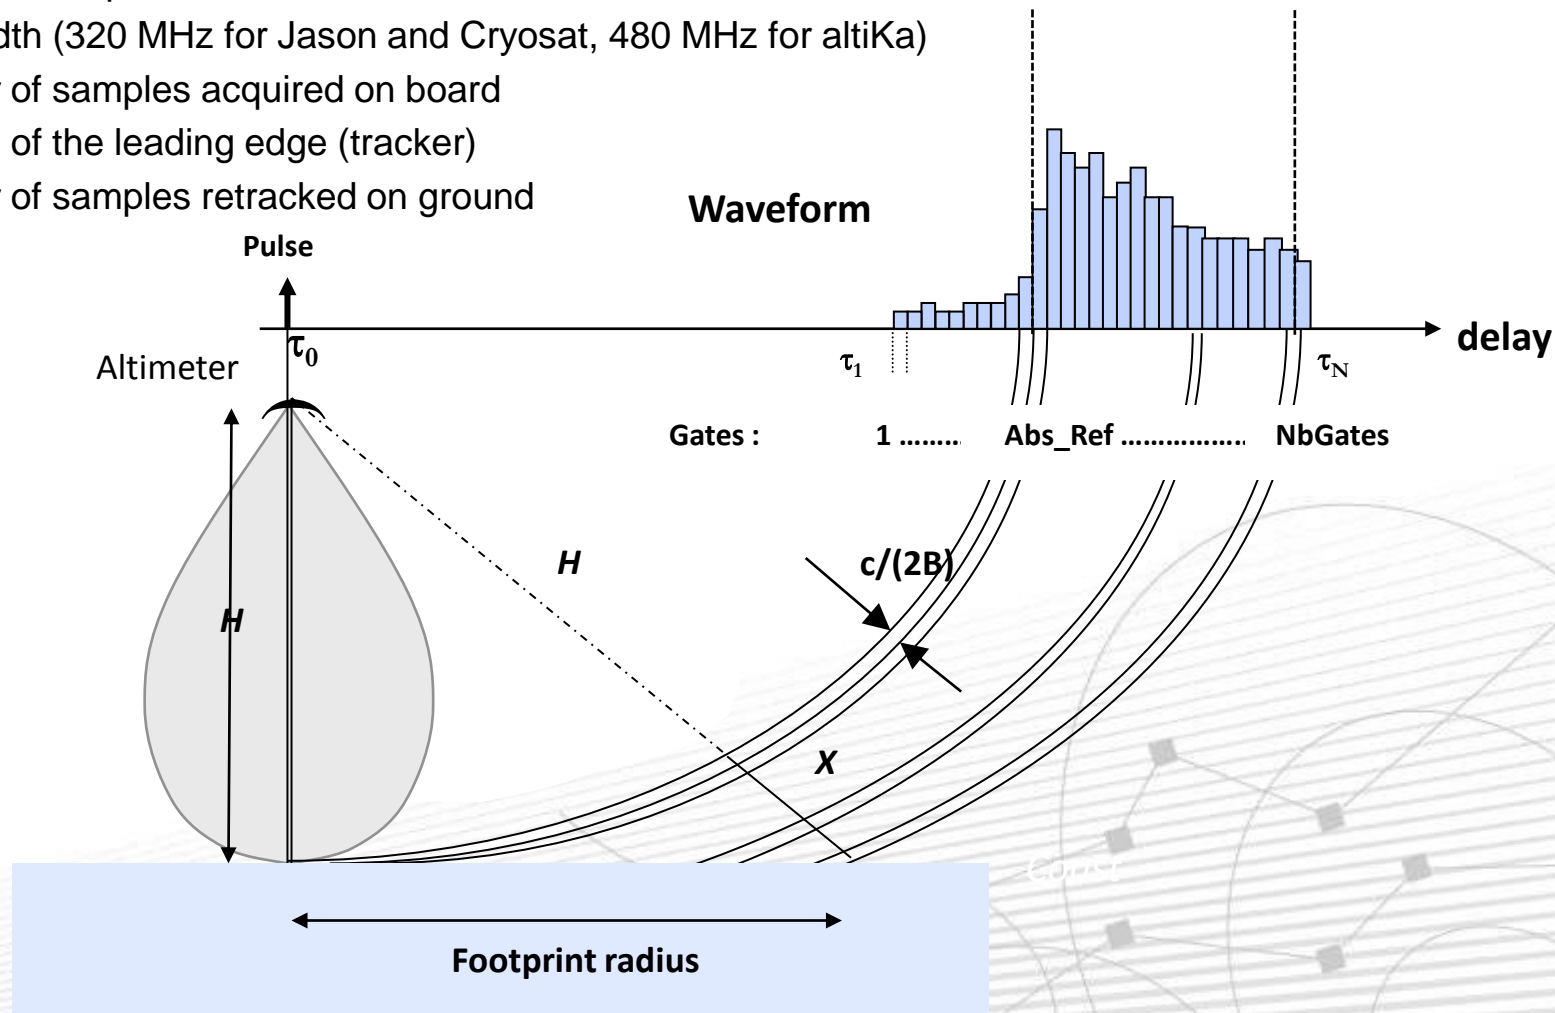 (320 MHz for Jason and Cryosat, 480 MHz for altiKa)
of samples acquired on board
of the leading edge (tracker)
of samples retracked on ground
Waveform
Pulse
τ0
delay
Altimeter
τ1
τN
Gates : 1 ......... Abs_Ref .................. NbGates
H
c/(2B)
H
X
Footprint radius